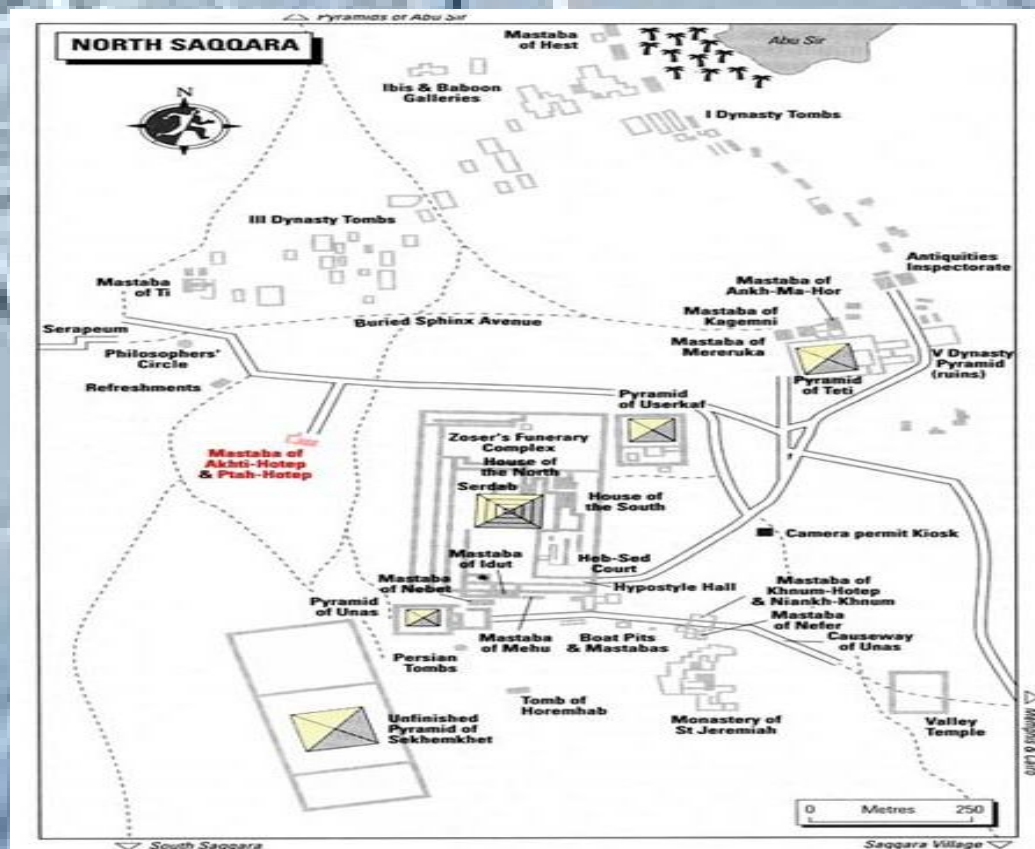 Pyramids of Abu Sir
NORTH SAQQARA
Mastaba
of Hest
Abu Sir
Ibis & Baboon
Galleries
N
I Dynasty Tombs
III Dynasty Tombs
Antiquities
Inspectorate
Mastaba
of Ti
Mastaba of
Ankh-Ma-Hor
Mastaba of
Kagemni
Serapeum
Buried Sphinx Avenue
Mastaba of
Mereruka
Philosophers'
Circle
V Dynasty
Pyramid
(ruins)
Refreshments
Pyramid
of Teti
Pyramid
of Userkaf
Zoser's Funerary
Complex
Mastaba of
Akhti-Hotep
& Ptah-Hotep
House of
the North
Serdab
House of
the South
Camera permit Kiosk
Mastaba
of Idut
Heb-Sed
Court
Mastaba
of Nebet
Hypostyle Hall
Mastaba of
Khnum-Hotep
& Niankh-Khnum
Pyramid
of Unas
Mastaba
of Nefer
Mastaba
of Mehu
Boat Pits
& Mastabas
Causeway
of Unas
Persian
Tombs
Tomb of
Horemhab
Unfinished
Pyramid of
Sekhemkhet
Monastery of
St Jeremiah
Valley
Temple
Memphis & Cairo
0 Metres 250
South Saqqara
Saqqara Village